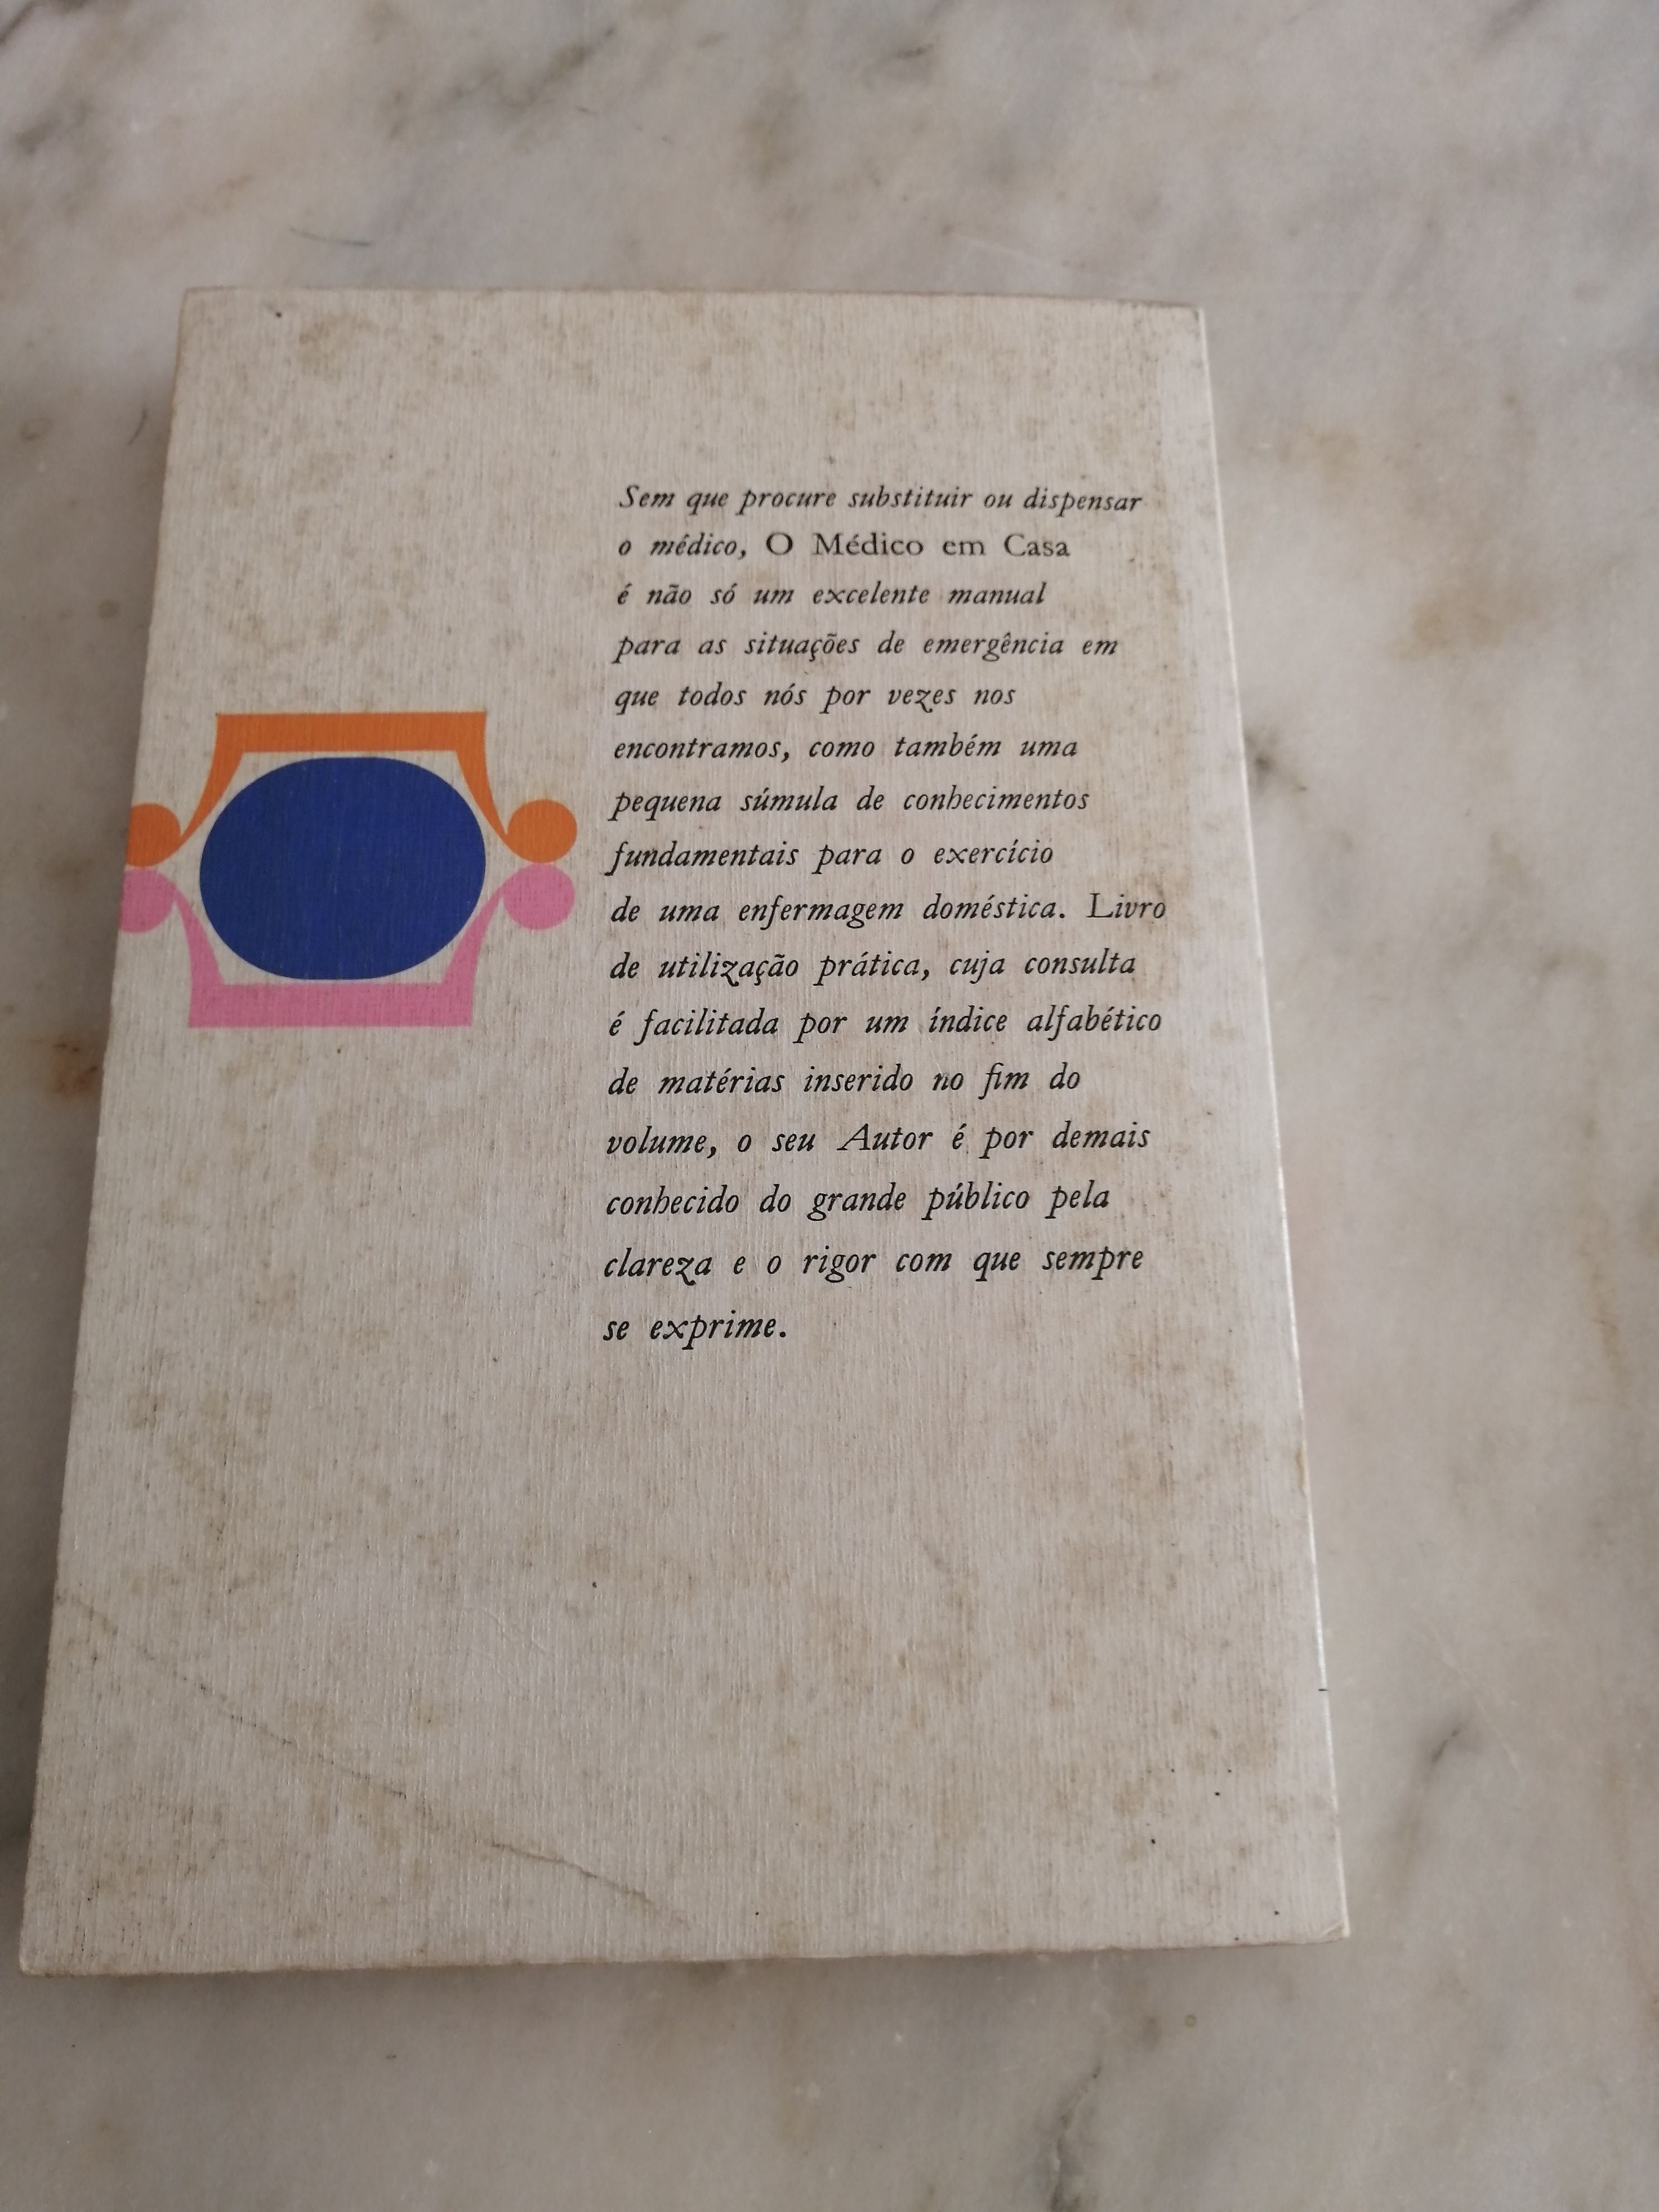 Sem que procure substituir ou dispensar
o médico, O Médico em Casa
é não só um excelente manual
para as situações de emergência em
que todos nós por vezes nos
encontramos, como também uma
pequena súmula de conhecimentos
fundamentais para o exercício
de uma enfermagem doméstica. Livro
de utilização prática, cuja consulta
é facilitada por um índice alfabético
de matérias inserido no fim do
volume, o seu Autor é por demais
conhecido do grande público pela
clareza e o rigor com que sempre
se exprime.